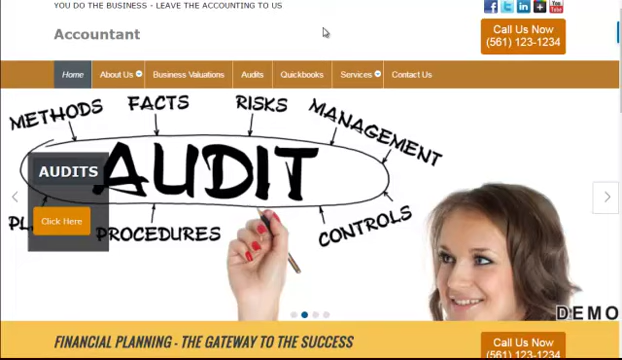 YOU DO THE BUSINESS - LEAVE THE ACCOUNTING TO US
Accountant
Call Us Now
(561) 123-1234
Home About Us Business Valuations Audits Quickbooks Services Contact Us
METHODS FACTS RISKS MANAGEMENT
AUDIT
AUDITS
Click Here
PROCEDURES CONTROLS
DEMO
FINANCIAL PLANNING - THE GATEWAY TO THE SUCCESS
Call Us Now
(561) 123-1234